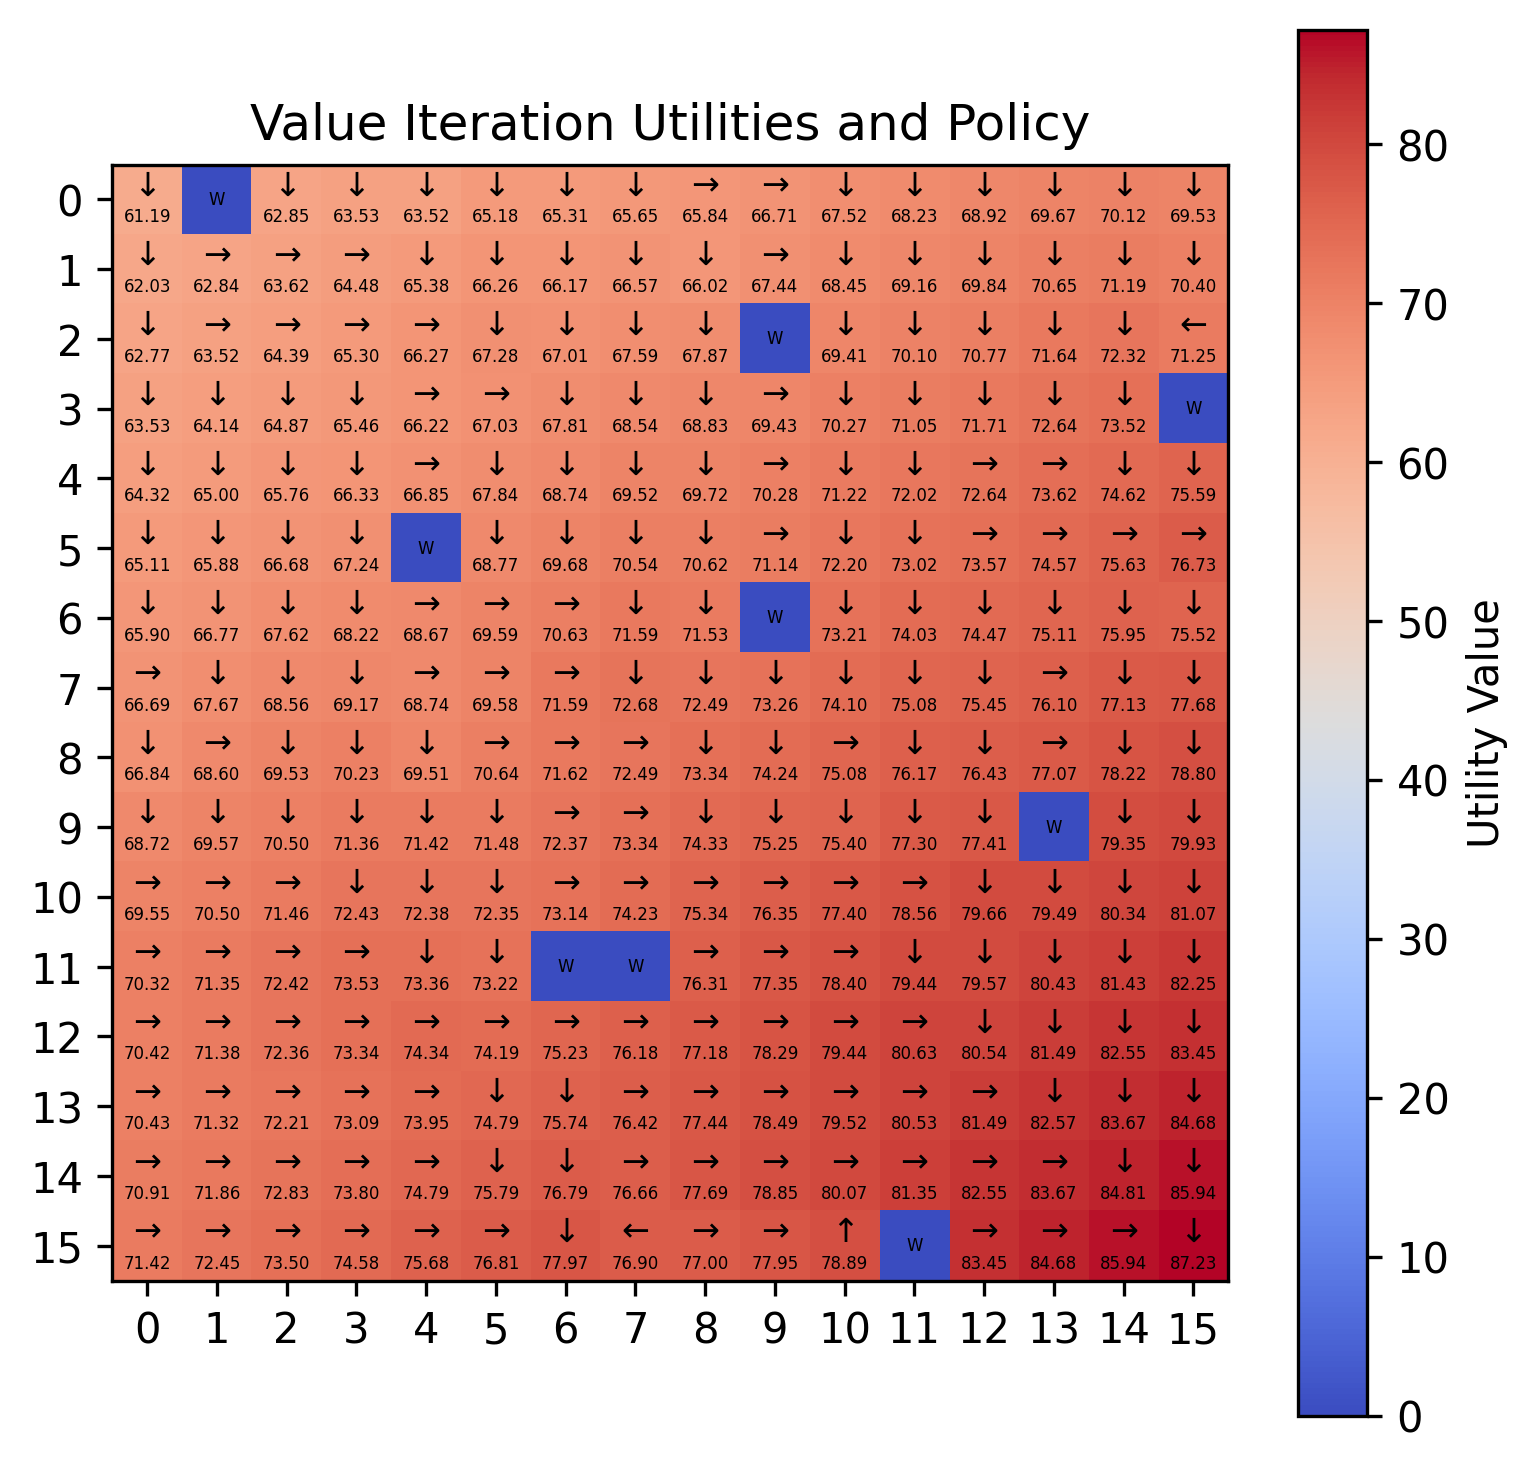 Value Iteration Utilities and Policy
0 ↓ W ↓ ↓ ↓ ↓ ↓ ↓ → → ↓ ↓ ↓ ↓ ↓ ↓
61.19 62.85 63.53 63.52 65.18 65.31 65.65 65.84 66.71 67.52 68.23 68.92 69.67 70.12 69.53
1 ↓ → → → ↓ ↓ ↓ ↓ ↓ → ↓ ↓ ↓ ↓ ↓ ↓
62.03 62.84 63.62 64.48 65.38 66.26 66.17 66.57 66.02 67.44 68.45 69.16 69.84 70.65 71.19 70.40
2 ↓ → → → → ↓ ↓ ↓ ↓ W ↓ ↓ ↓ ↓ ↓ ←
62.77 63.52 64.39 65.30 66.27 67.28 67.01 67.59 67.87 69.41 70.10 70.77 71.64 72.32 71.25
3 ↓ ↓ ↓ ↓ → → ↓ ↓ ↓ → ↓ ↓ ↓ ↓ ↓ W
63.53 64.14 64.87 65.46 66.22 67.03 67.81 68.54 68.83 69.43 70.27 71.05 71.71 72.64 73.52
4 ↓ ↓ ↓ ↓ → ↓ ↓ ↓ ↓ → ↓ ↓ → → ↓ ↓
64.32 65.00 65.76 66.33 66.85 67.84 68.74 69.52 69.72 70.28 71.22 72.02 72.64 73.62 74.62 75.59
5 ↓ ↓ ↓ ↓ W ↓ ↓ ↓ ↓ → ↓ ↓ → → → →
65.11 65.88 66.68 67.24 68.77 69.68 70.54 70.62 71.14 72.20 73.02 73.57 74.57 75.63 76.73
6 ↓ ↓ ↓ ↓ → → → ↓ ↓ W ↓ ↓ ↓ ↓ ↓ ↓
65.90 66.77 67.62 68.22 68.67 69.59 70.63 71.59 71.53 73.21 74.03 74.47 75.11 75.95 75.52
7 → ↓ ↓ ↓ → → → ↓ ↓ ↓ ↓ ↓ ↓ → ↓ ↓
66.69 67.67 68.56 69.17 68.74 69.58 71.59 72.68 72.49 73.26 74.10 75.08 75.45 76.10 77.13 77.68
8 ↓ → ↓ ↓ ↓ → → → ↓ ↓ → ↓ ↓ → ↓ ↓
66.84 68.60 69.53 70.23 69.51 70.64 71.62 72.49 73.34 74.24 75.08 76.17 76.43 77.07 78.22 78.80
9 ↓ ↓ ↓ ↓ ↓ ↓ → → ↓ ↓ ↓ ↓ ↓ W ↓ ↓
68.72 69.57 70.50 71.36 71.42 71.48 72.37 73.34 74.33 75.25 75.40 77.30 77.41 79.35 79.93
10 → → → ↓ ↓ ↓ → → → → → → ↓ ↓ ↓ ↓
69.55 70.50 71.46 72.43 72.38 72.35 73.14 74.23 75.34 76.35 77.40 78.56 79.66 79.49 80.34 81.07
11 → → → → ↓ ↓ W W → → → ↓ ↓ ↓ ↓ ↓
70.32 71.35 72.42 73.53 73.36 73.22 76.31 77.35 78.40 79.44 79.57 80.43 81.43 82.25
12 → → → → → → → → → → → → ↓ ↓ ↓ ↓
70.42 71.38 72.36 73.34 74.34 74.19 75.23 76.18 77.18 78.29 79.44 80.63 80.54 81.49 82.55 83.45
13 → → → → → ↓ ↓ → → → → → → ↓ ↓ ↓
70.43 71.32 72.21 73.09 73.95 74.79 75.74 76.42 77.44 78.49 79.52 80.53 81.49 82.57 83.67 84.68
14 → → → → → ↓ ↓ → → → → → → → ↓ ↓
70.91 71.86 72.83 73.80 74.79 75.79 76.79 76.66 77.69 78.85 80.07 81.35 82.55 83.67 84.81 85.94
15 → → → → → → ↓ ← → → ↑ W → → → ↓
71.42 72.45 73.50 74.58 75.68 76.81 77.97 76.90 77.00 77.95 78.89 83.45 84.68 85.94 87.23
0 1 2 3 4 5 6 7 8 9 10 11 12 13 14 15
80
70
60
50
40
30
20
10
0
Utility Value